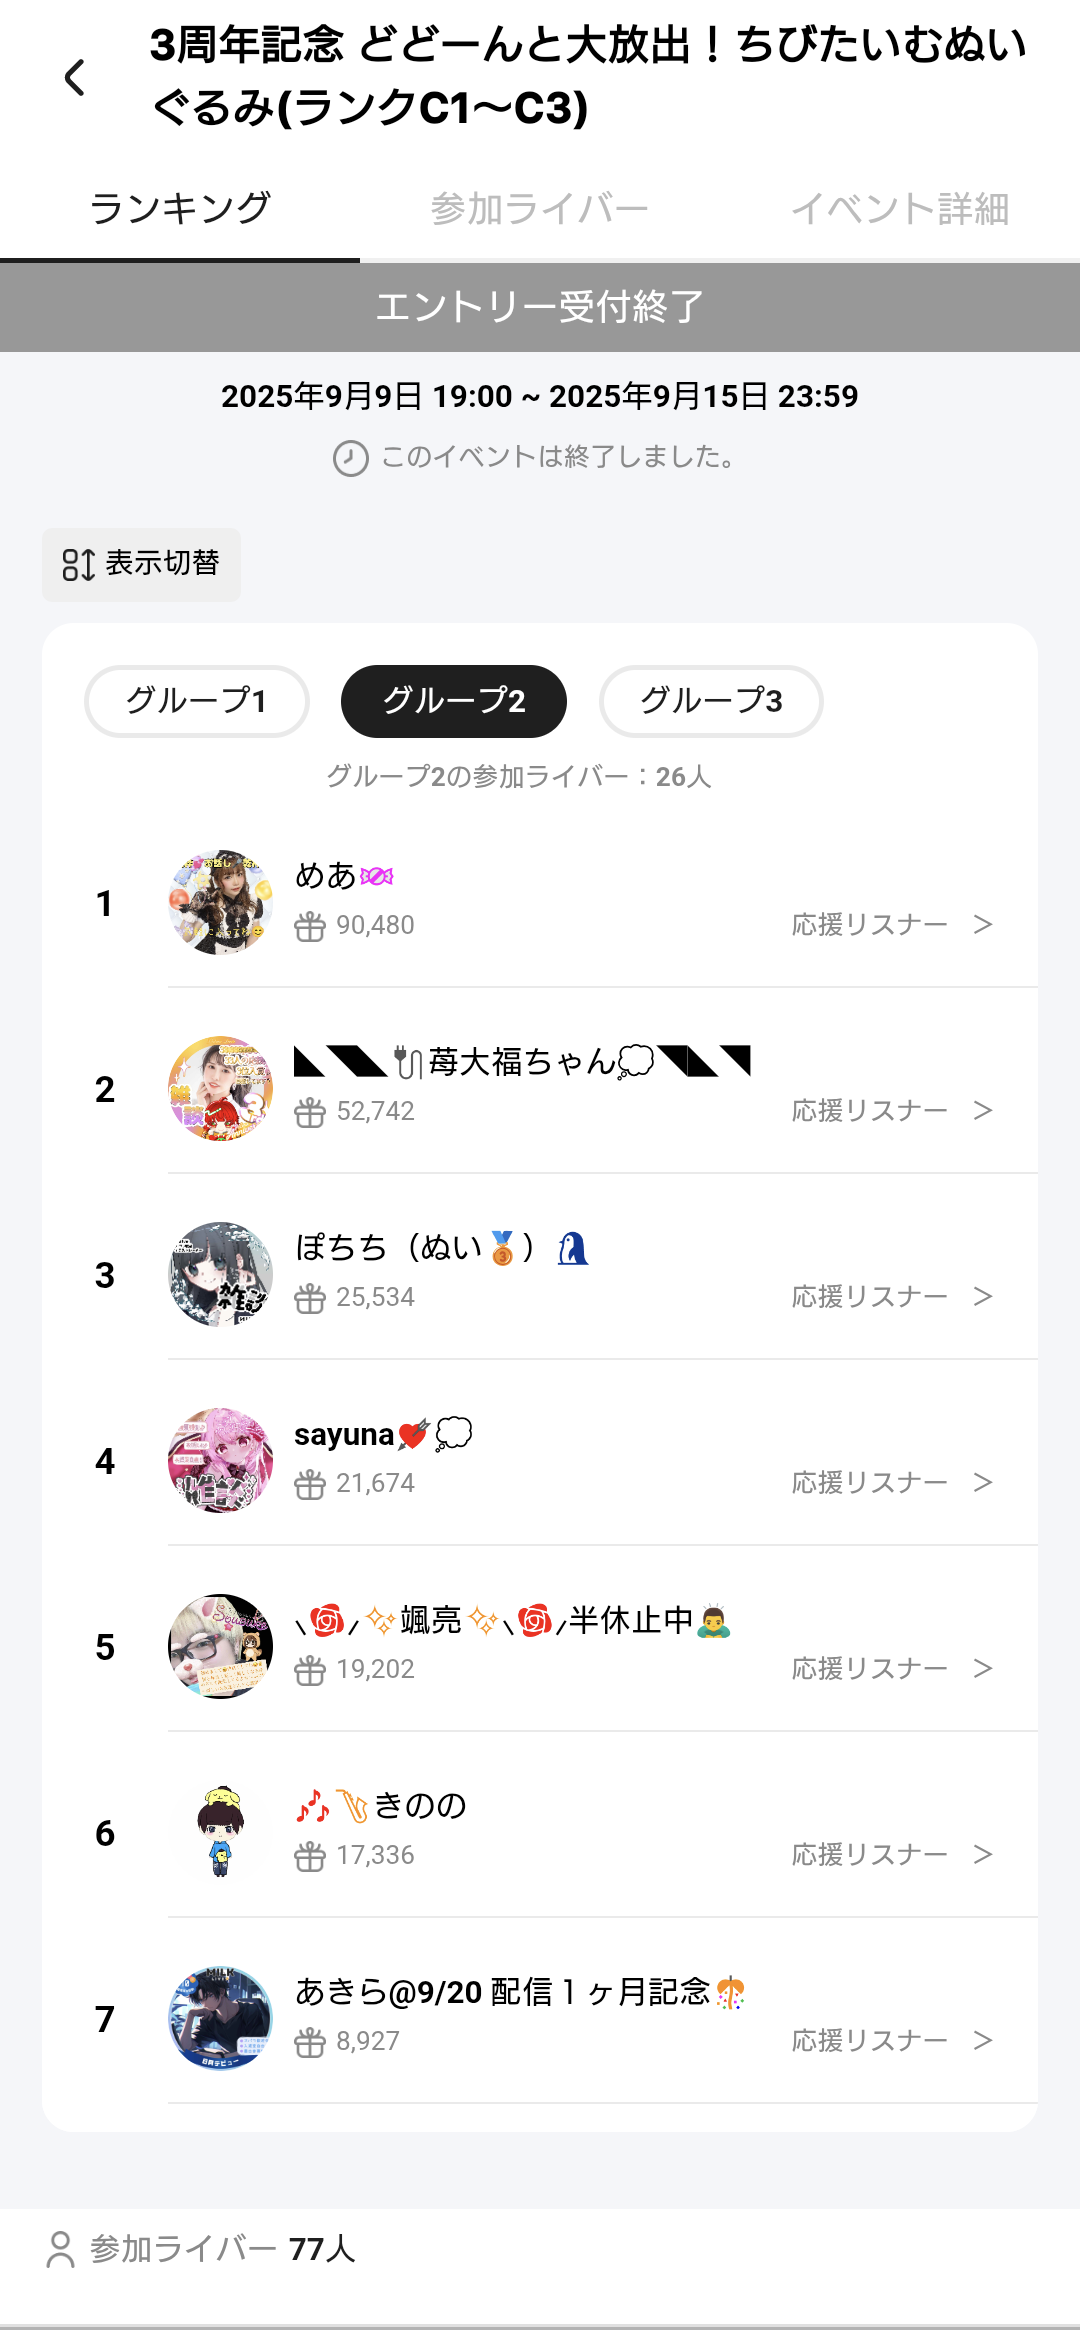 3周年記念 どどーんと大放出！ちびたいむぬい
ぐるみ(ランクC1〜C3)
ランキング 参加ライバー イベント詳細
エントリー受付終了
2025年9月9日 19:00 ~ 2025年9月15日 23:59
このイベントは終了しました。
表示切替
グループ1 グループ2 グループ3
グループ2の参加ライバー：26人
1 めあ🍬
90,480 応援リスナー >
2 ◣◥◣🔌苺大福ちゃん💭◥◣◥
52,742 応援リスナー >
3 ぽちち（ぬい🥉）🐧
25,534 応援リスナー >
4 sayuna💘💭
21,674 応援リスナー >
5 ⸜🌹⸝✨颯亮✨⸜🌹⸝半休止中🙇‍♂️
19,202 応援リスナー >
6 🎶🎷きのの
17,336 応援リスナー >
7 あきら@9/20 配信１ヶ月記念🎊
8,927 応援リスナー >
参加ライバー 77人